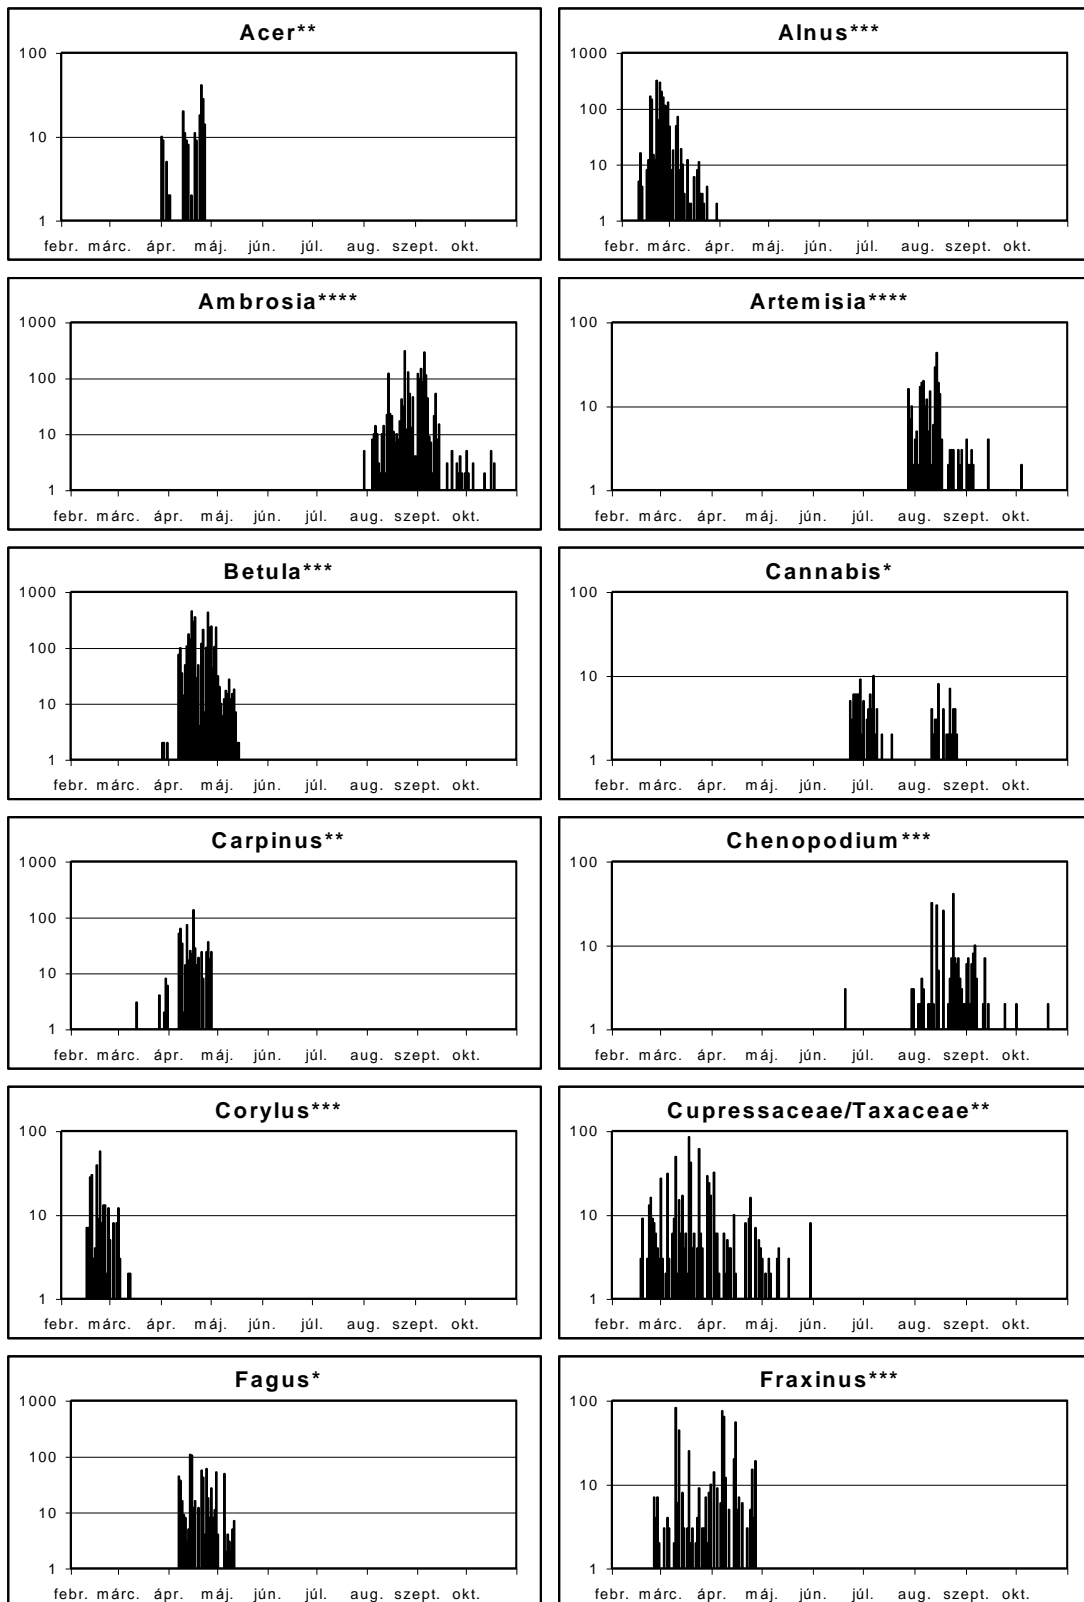 Acer**
100
10
1
febr. márc. ápr. máj. jún. júl. aug. szept. okt.
Alnus***
1000
100
10
1
febr. márc. ápr. máj. jún. júl. aug. szept. okt.
Ambrosia****
1000
100
10
1
febr. márc. ápr. máj. jún. júl. aug. szept. okt.
Artemisia****
100
10
1
febr. márc. ápr. máj. jún. júl. aug. szept. okt.
Betula***
1000
100
10
1
febr. márc. ápr. máj. jún. júl. aug. szept. okt.
Cannabis*
100
10
1
febr. márc. ápr. máj. jún. júl. aug. szept. okt.
Carpinus**
1000
100
10
1
febr. márc. ápr. máj. jún. júl. aug. szept. okt.
Chenopodium***
100
10
1
febr. márc. ápr. máj. jún. júl. aug. szept. okt.
Corylus***
100
10
1
febr. márc. ápr. máj. jún. júl. aug. szept. okt.
Cupressaceae/Taxaceae**
100
10
1
febr. márc. ápr. máj. jún. júl. aug. szept. okt.
Fagus*
1000
100
10
1
febr. márc. ápr. máj. jún. júl. aug. szept. okt.
Fraxinus***
100
10
1
febr. márc. ápr. máj. jún. júl. aug. szept. okt.